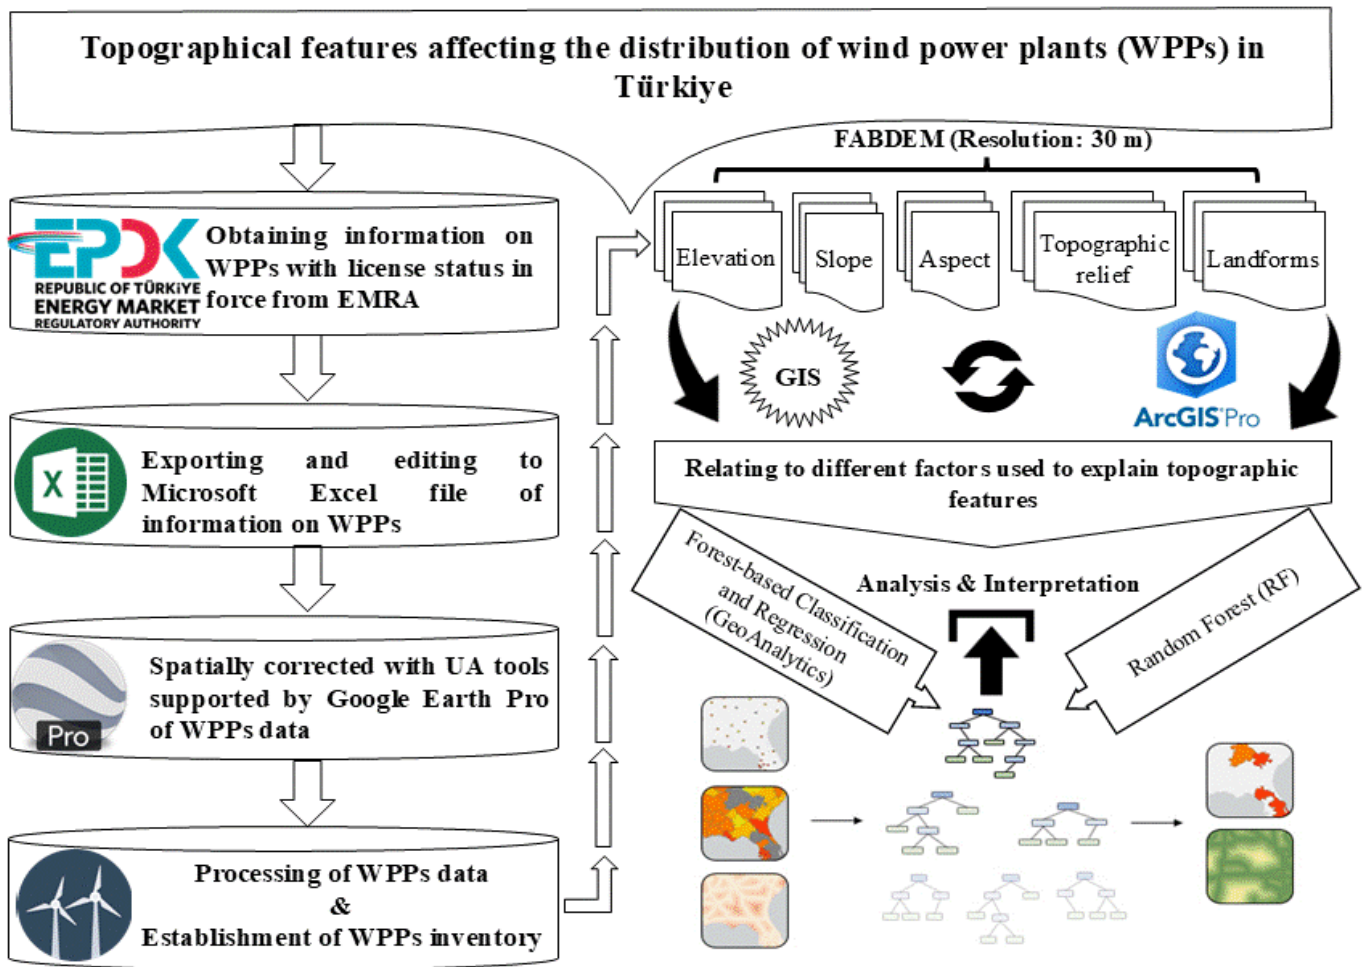 Topographical features affecting the distribution of wind power plants (WPPs) in
Türkiye
EPDK
REPUBLIC OF TÜRKİYE
ENERGY MARKET
REGULATORY AUTHORITY
Obtaining information on
WPPs with license status in
force from EMRA
X
Exporting and editing to
Microsoft Excel file of
information on WPPs
Pro
Spatially corrected with UA tools
supported by Google Earth Pro
of WPPs data
Processing of WPPs data
&
Establishment of WPPs inventory
FABDEM (Resolution: 30 m)
Elevation
Slope
Aspect
Topographic
relief
Landforms
GIS
ArcGIS Pro
Relating to different factors used to explain topographic
features
Forest-based Classification
and Regression
(GeoAnalytics)
Analysis & Interpretation
Random Forest (RF)